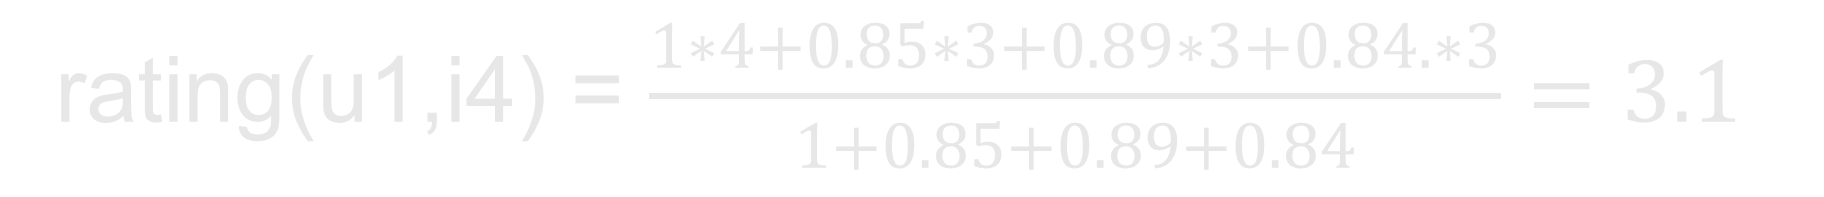 rating(u1,i4) = \frac{1*4+0.85*3+0.89*3+0.84.*3}{1+0.85+0.89+0.84} = 3.1